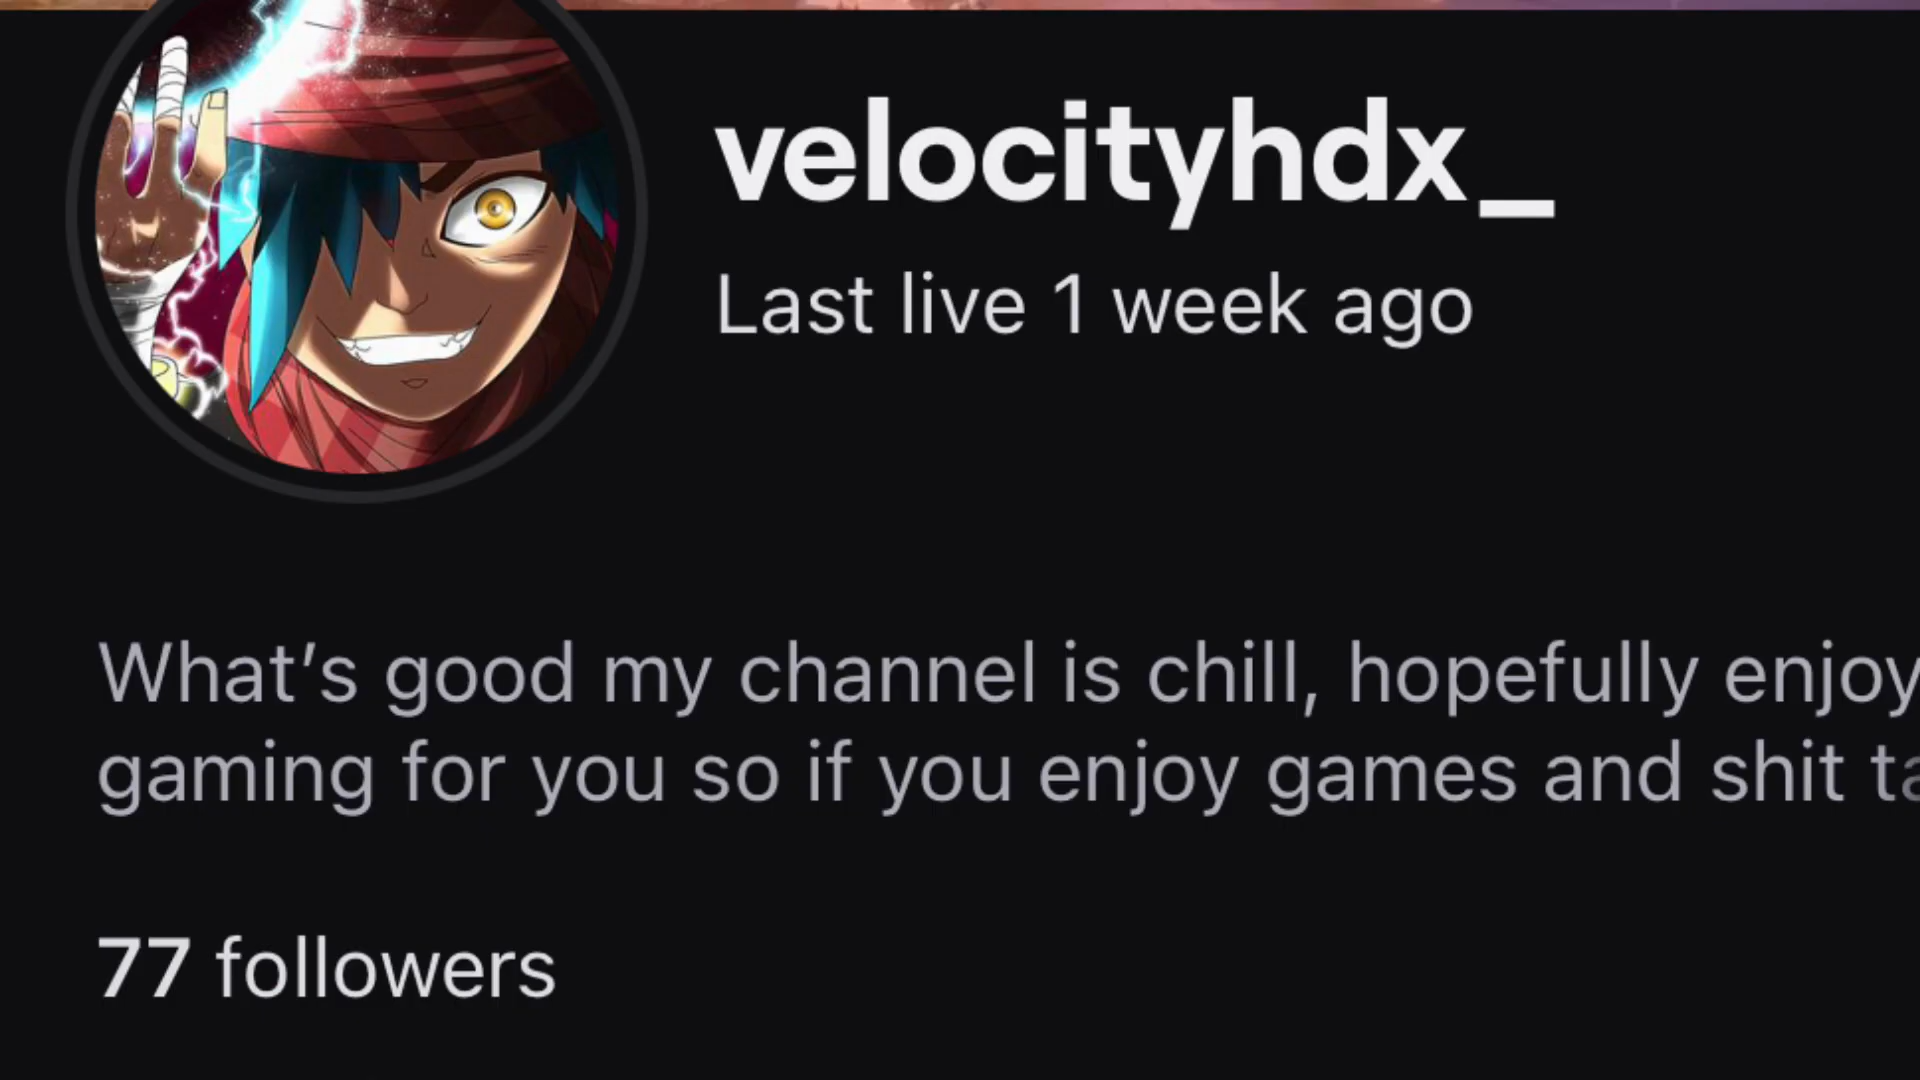 velocityhdx_
Last live 1 week ago
What’s good my channel is chill, hopefully enjoy
gaming for you so if you enjoy games and shit
77 followers